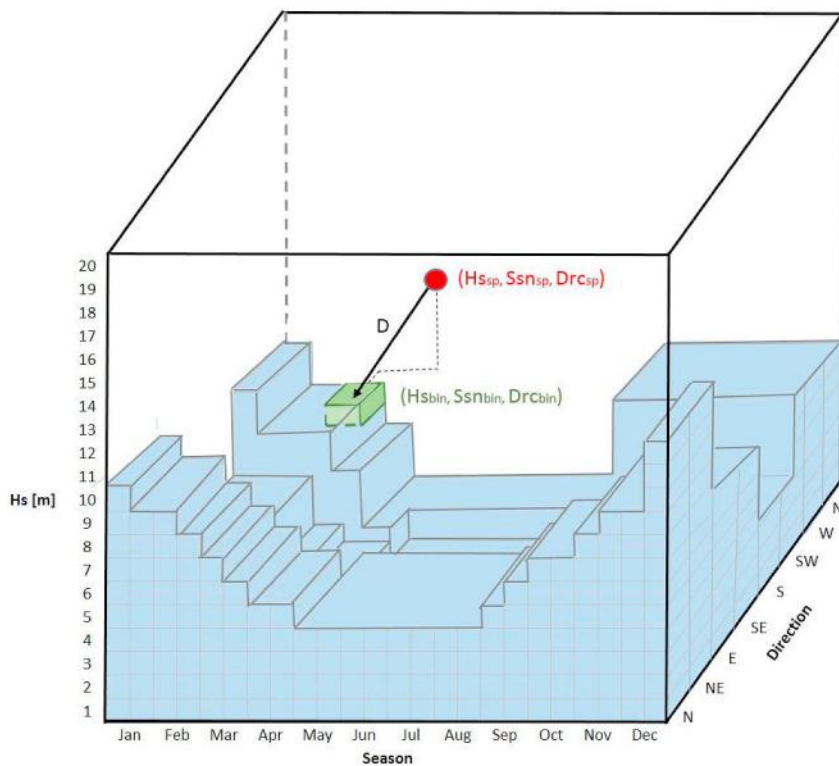 20
19
18
17
16
15
14
13
12
11
10
9
8
7
6
5
4
3
2
1
Hs [m]
D
(Hssp, Ssnsp, Drcsp)
(Hsbin, Ssnbin, Drcbin)
Jan Feb Mar Apr May Jun Jul Aug Sep Oct Nov Dec
Season
N
NE
E
SE
S
SW
W
N
Direction